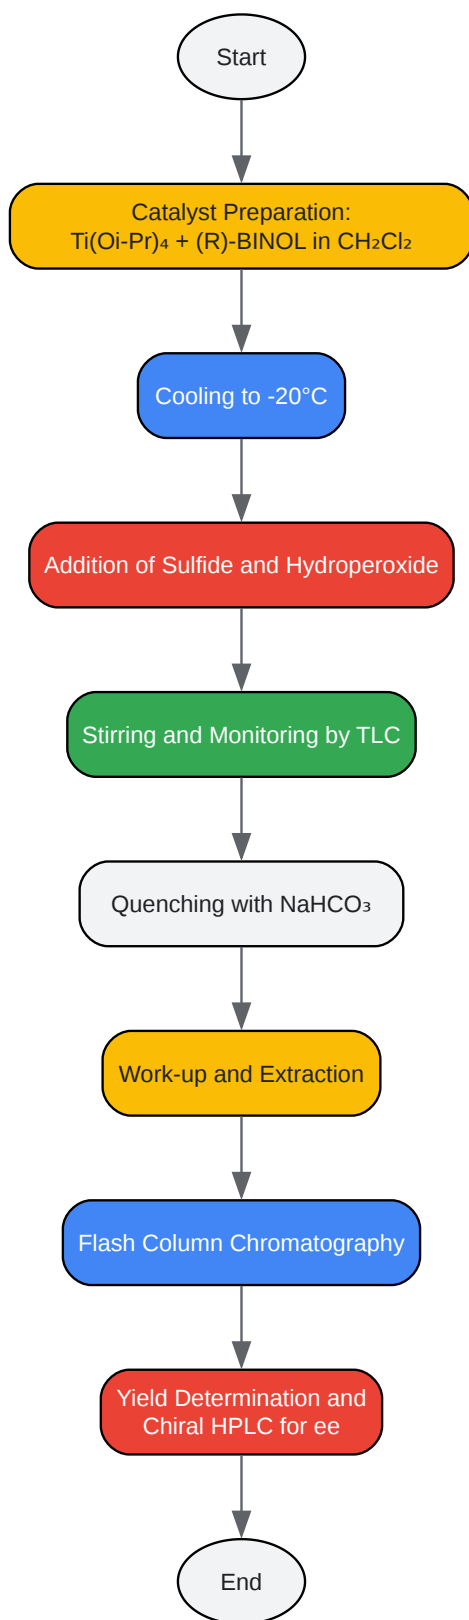 Start
Catalyst Preparation:
Ti(Oi-Pr)₄ + (R)-BINOL in CH₂Cl₂
Cooling to -20°C
Addition of Sulfide and Hydroperoxide
Stirring and Monitoring by TLC
Quenching with NaHCO₃
Work-up and Extraction
Flash Column Chromatography
Yield Determination and
Chiral HPLC for ee
End